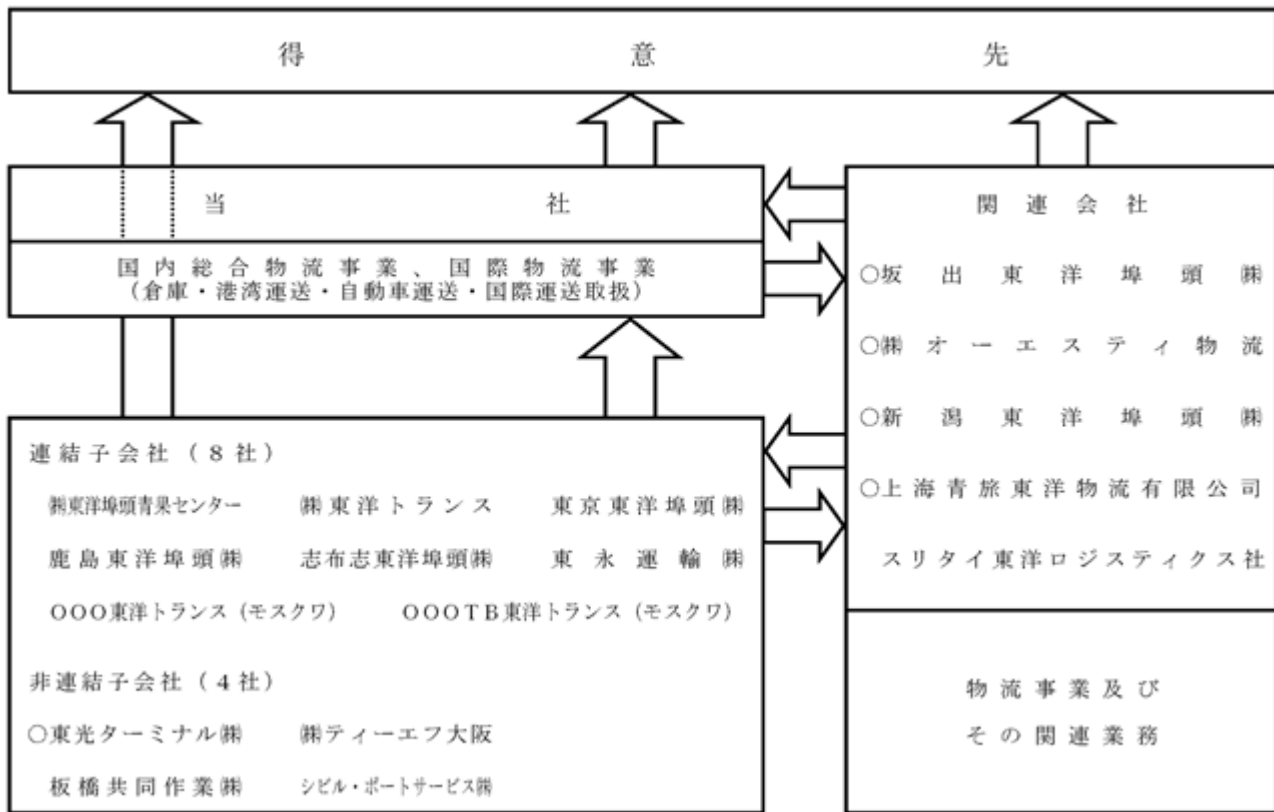 得意先
当社
国内総合物流事業、国際物流事業
（倉庫・港湾運送・自動車運送・国際運送取扱）
連結子会社（８社）
㈱東洋埠頭青果センター　㈱東洋トランス　東京東洋埠頭㈱
鹿島東洋埠頭㈱　志布志東洋埠頭㈱　東永運輸㈱
ＯＯＯ東洋トランス（モスクワ）　ＯＯＯＴＢ東洋トランス（モスクワ）
非連結子会社（４社）
○東光ターミナル㈱　㈱ティーエフ大阪
板橋共同作業㈱　シビル・ポートサービス㈱
関連会社
○坂出東洋埠頭㈱
○㈱オーエスティ物流
○新潟東洋埠頭㈱
○上海青旅東洋物流有限公司
スリタイ東洋ロジスティクス社
物流事業及び
その関連業務